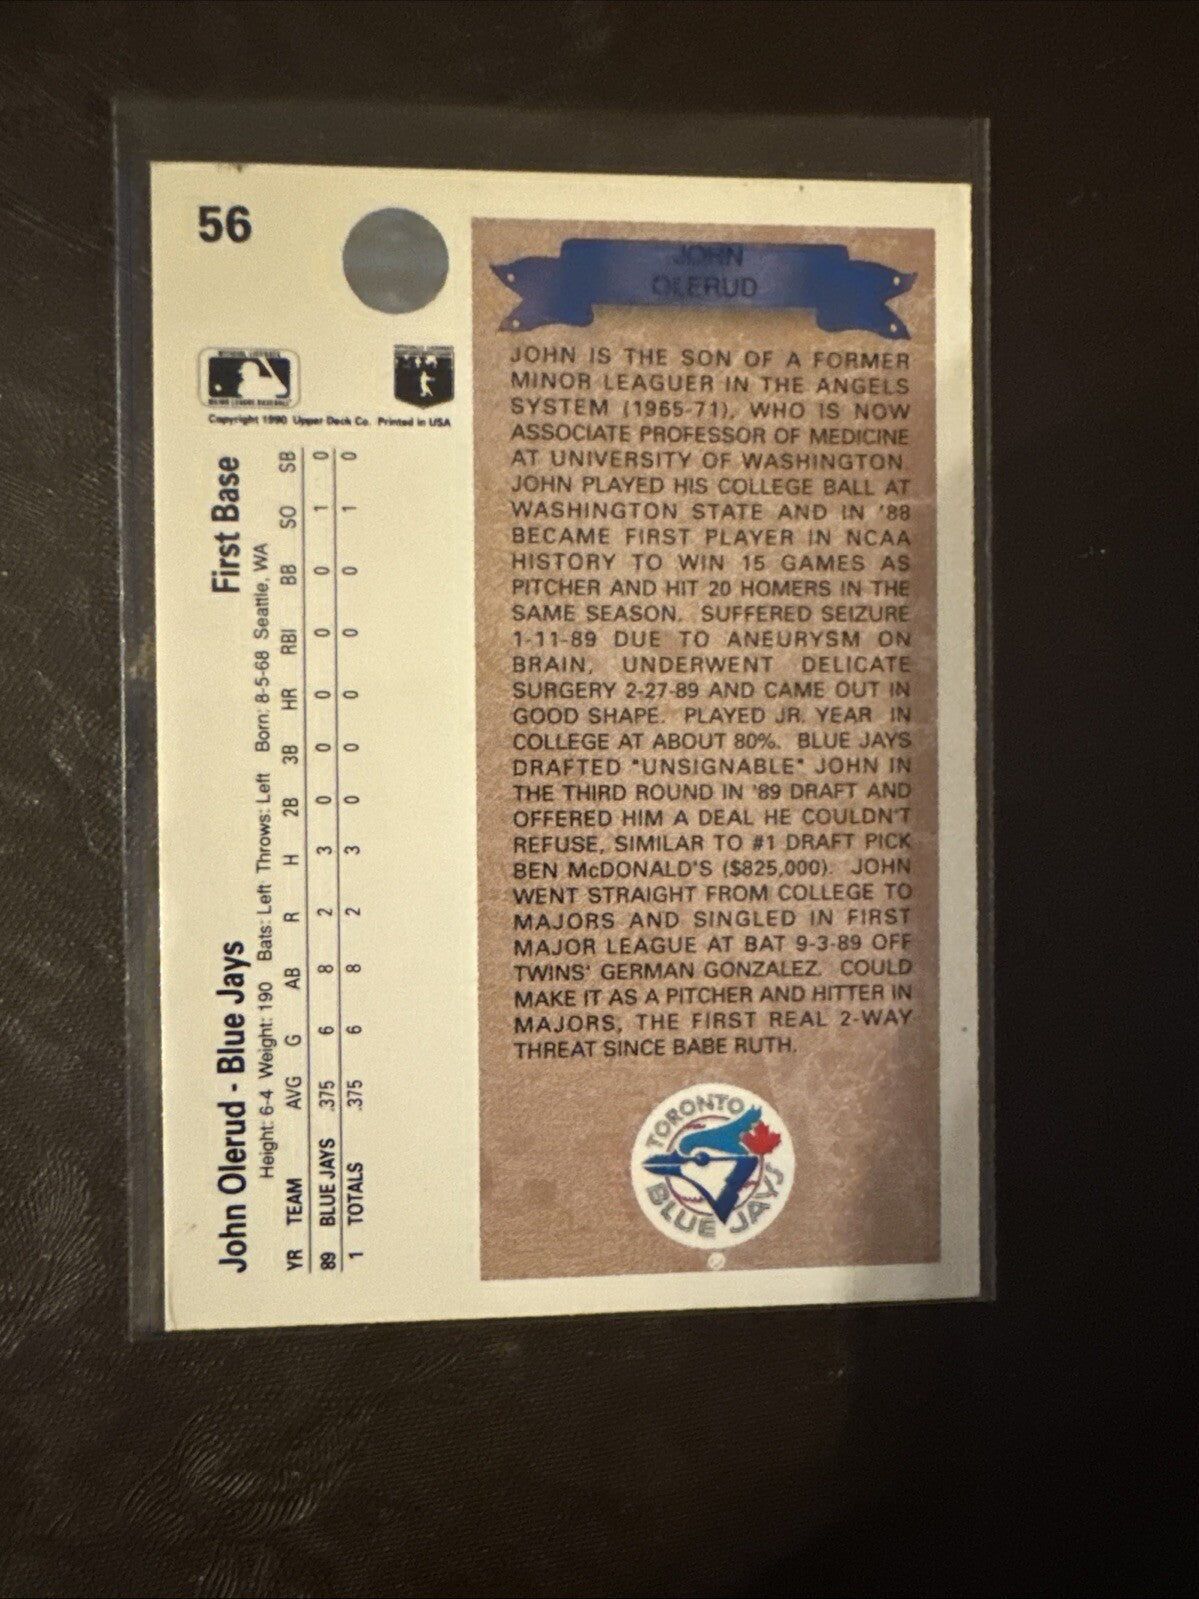 56
Copyright 1990 Upper Deck Co. Printed in USA
John Olerud - Blue Jays First Base
Height: 6-4 Weight: 190 Bats: Left Throws: Left Born: 8-5-68 Seattle, WA
YR TEAM AVG G AB R H 2B 3B HR RBI BB SO SB
89 BLUE JAYS .375 6 8 2 3 0 0 0 0 0 1 0
1 TOTALS .375 6 8 2 3 0 0 0 0 0 1 0
JOHN
OLERUD
JOHN IS THE SON OF A FORMER
MINOR LEAGUER IN THE ANGELS
SYSTEM (1965-71), WHO IS NOW
ASSOCIATE PROFESSOR OF MEDICINE
AT UNIVERSITY OF WASHINGTON.
JOHN PLAYED HIS COLLEGE BALL AT
WASHINGTON STATE AND IN '88
BECAME FIRST PLAYER IN NCAA
HISTORY TO WIN 15 GAMES AS
PITCHER AND HIT 20 HOMERS IN THE
SAME SEASON. SUFFERED SEIZURE
1-11-89 DUE TO ANEURYSM ON
BRAIN, UNDERWENT DELICATE
SURGERY 2-27-89 AND CAME OUT IN
GOOD SHAPE. PLAYED JR. YEAR IN
COLLEGE AT ABOUT 80%. BLUE JAYS
DRAFTED "UNSIGNABLE" JOHN IN
THE THIRD ROUND IN '89 DRAFT AND
OFFERED HIM A DEAL HE COULDN'T
REFUSE, SIMILAR TO #1 DRAFT PICK
BEN McDONALD'S ($825,000). JOHN
WENT STRAIGHT FROM COLLEGE TO
MAJORS AND SINGLED IN FIRST
MAJOR LEAGUE AT BAT 9-3-89 OFF
TWINS' GERMAN GONZALEZ. COULD
MAKE IT AS A PITCHER AND HITTER IN
MAJORS, THE FIRST REAL 2-WAY
THREAT SINCE BABE RUTH.
TORONTO
BLUE JAYS